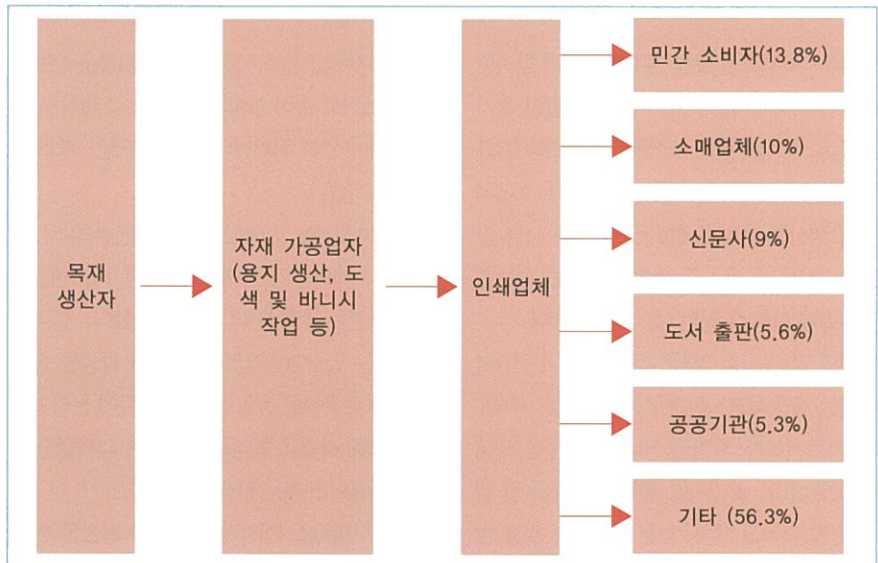 목재
생산자
자재 가공업자
(용지 생산, 도
색 및 바니시
작업 등)
인쇄업체
민간 소비자(13.8%)
소매업체(10%)
신문사(9%)
도서 출판(5.6%)
공공기관(5.3%)
기타 (56.3%)